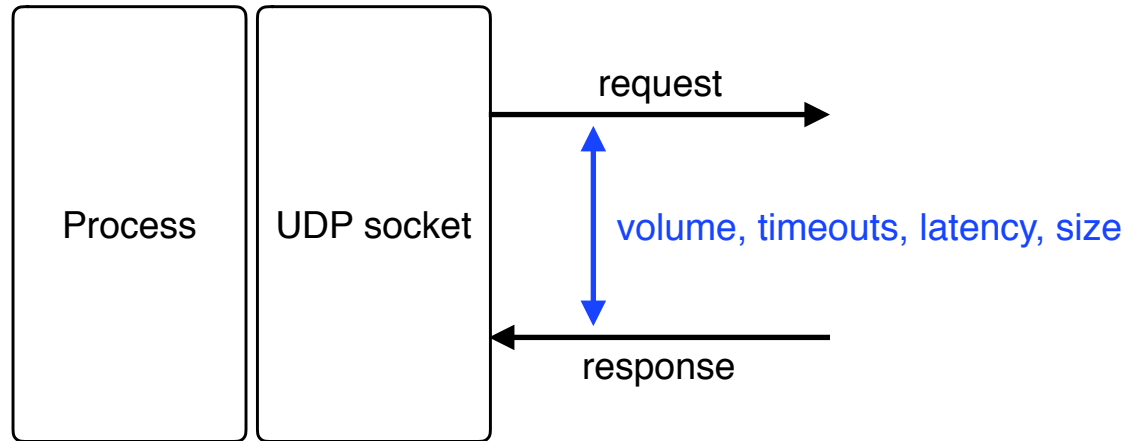 request
Process
UDP socket
volume, timeouts, latency, size
response